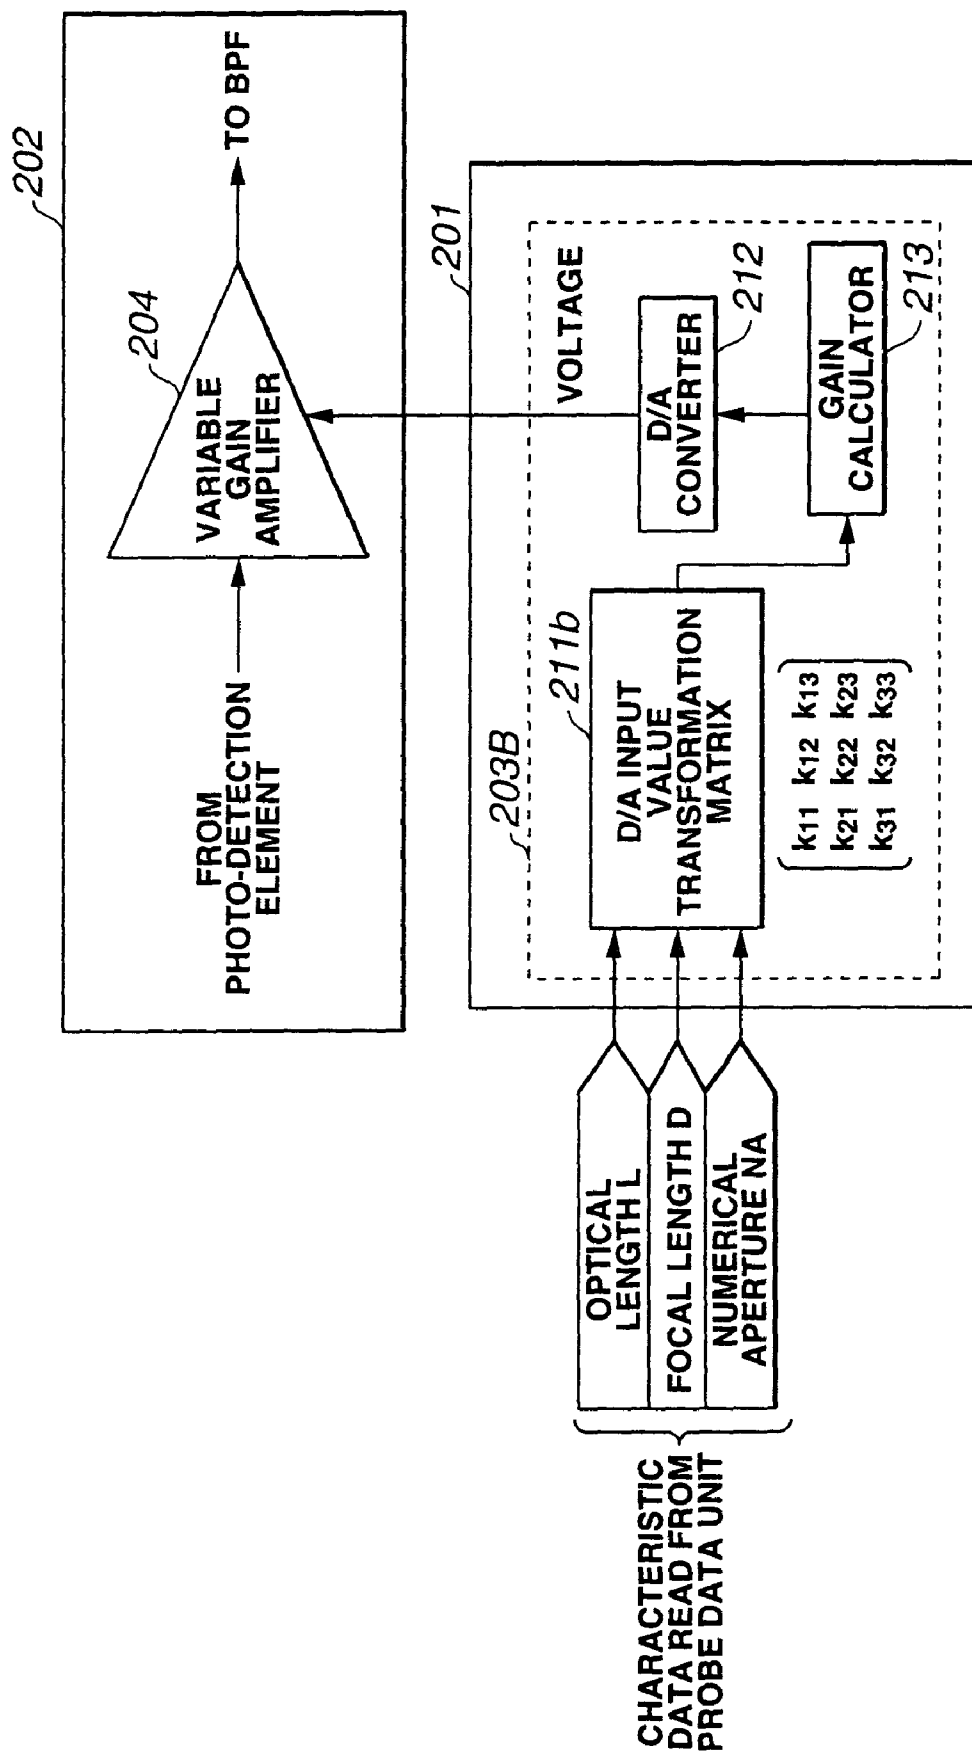 202
204
VARIABLE
GAIN
AMPLIFIER
TO BPF
FROM
PHOTO-DETECTION
ELEMENT
201
203B
VOLTAGE
211b
D/A INPUT
VALUE
TRANSFORMATION
MATRIX
D/A
CONVERTER
212
GAIN
CALCULATOR
213
k11 k12 k13
k21 k22 k23
k31 k32 k33
OPTICAL
LENGTH L
FOCAL LENGTH D
NUMERICAL
APERTURE NA
CHARACTERISTIC
DATA READ FROM
PROBE DATA UNIT